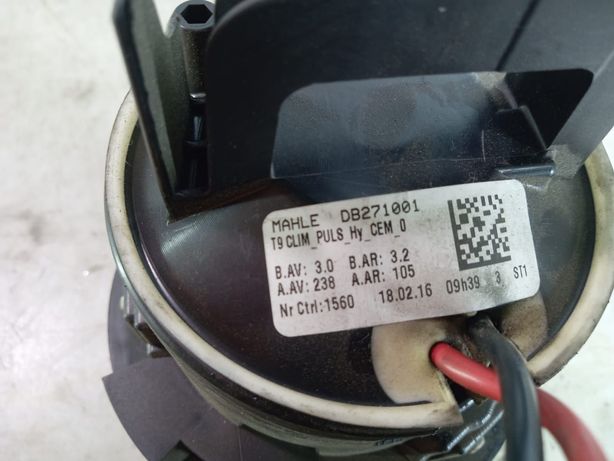 MAHLE DB271001
T9 CLIM_PULS_Hy_CEM_0
B.AV: 3.0 B.AR: 3.2
A.AV: 238 A.AR: 105
Nr Ctrl:1560 18.02.16 09h39 3 ST1